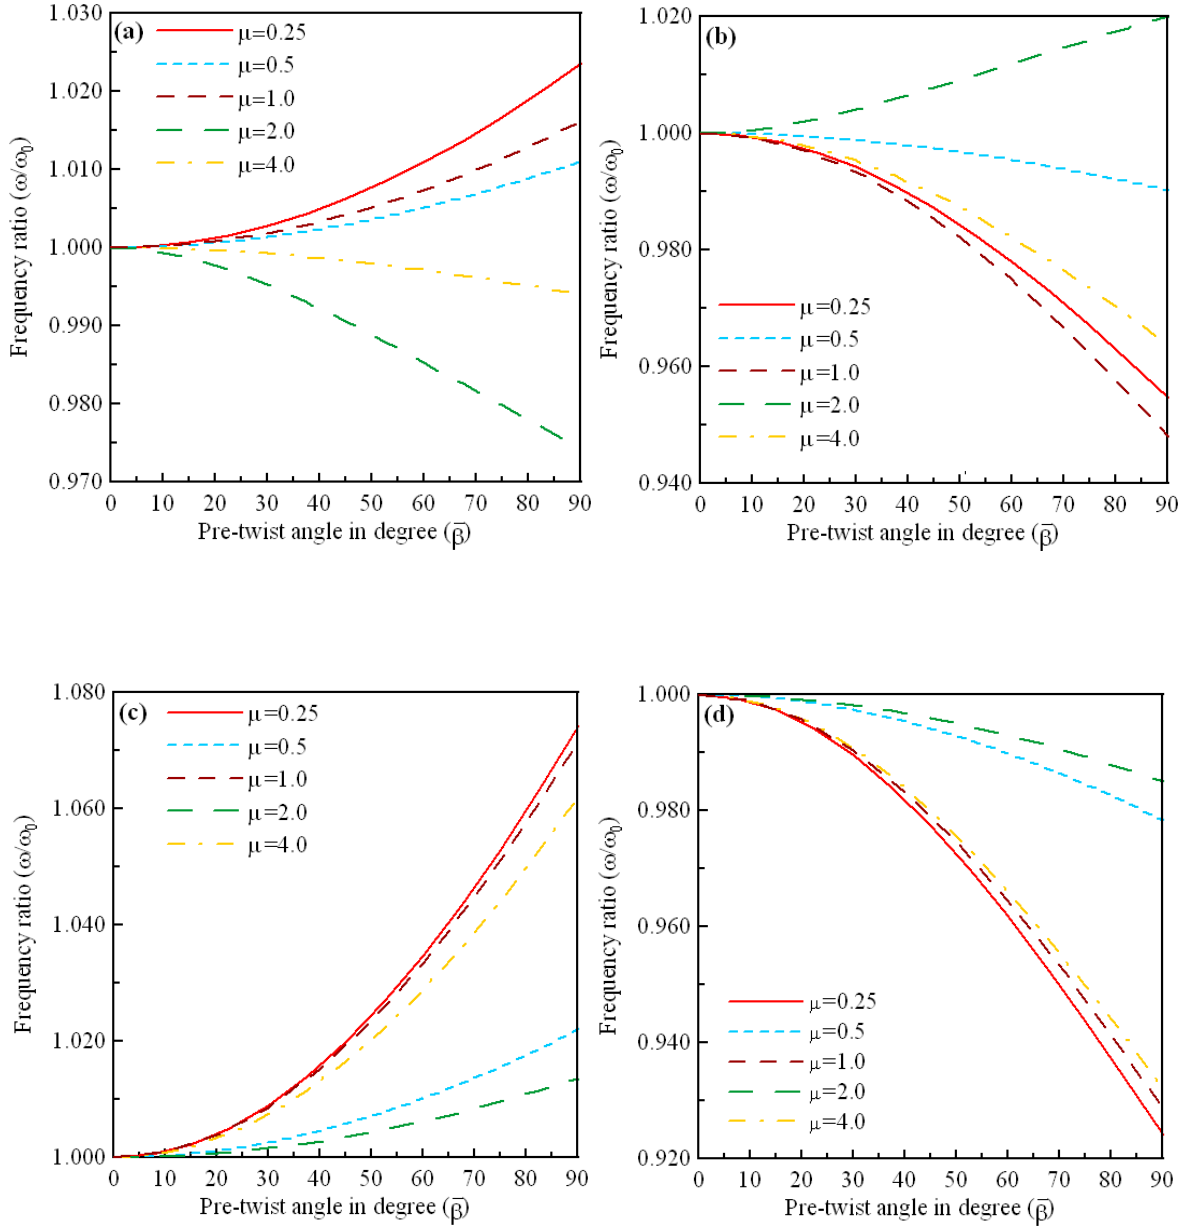 (a)
μ=0.25
μ=0.5
μ=1.0
μ=2.0
μ=4.0
1.030
1.020
1.010
1.000
0.990
0.980
0.970
Frequency ratio (ω/ω₀)
0 10 20 30 40 50 60 70 80 90
Pre-twist angle in degree (β̅)
(b)
1.020
1.000
0.980
0.960
0.940
Frequency ratio (ω/ω₀)
μ=0.25
μ=0.5
μ=1.0
μ=2.0
μ=4.0
0 10 20 30 40 50 60 70 80 90
Pre-twist angle in degree (β̅)
(c)
μ=0.25
μ=0.5
μ=1.0
μ=2.0
μ=4.0
1.080
1.060
1.040
1.020
1.000
Frequency ratio (ω/ω₀)
0 10 20 30 40 50 60 70 80 90
Pre-twist angle in degree (β̅)
(d)
1.000
0.980
0.960
0.940
0.920
Frequency ratio (ω/ω₀)
μ=0.25
μ=0.5
μ=1.0
μ=2.0
μ=4.0
0 10 20 30 40 50 60 70 80 90
Pre-twist angle in degree (β̅)